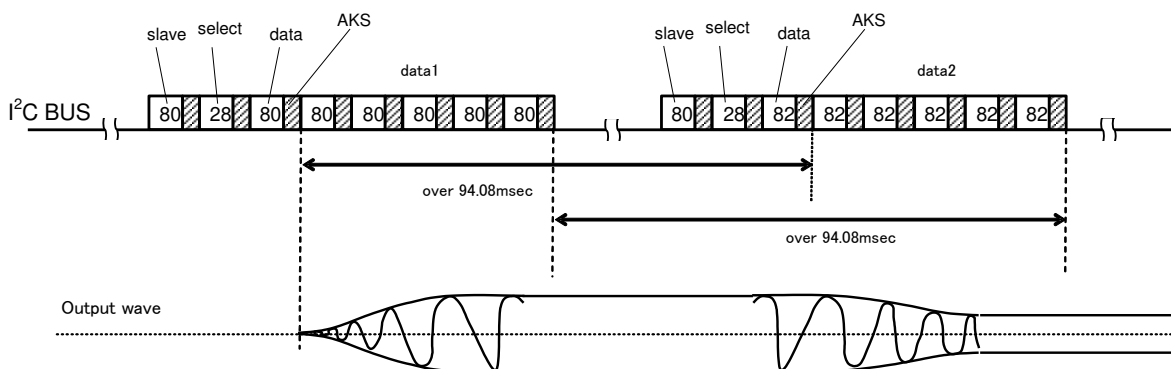 slave select data AKS
data1
slave select data AKS
data2
I²C BUS
80 28 80 80 80 80 80 80
80 28 82 82 82 82 82 82
over 94.08msec
over 94.08msec
Output wave